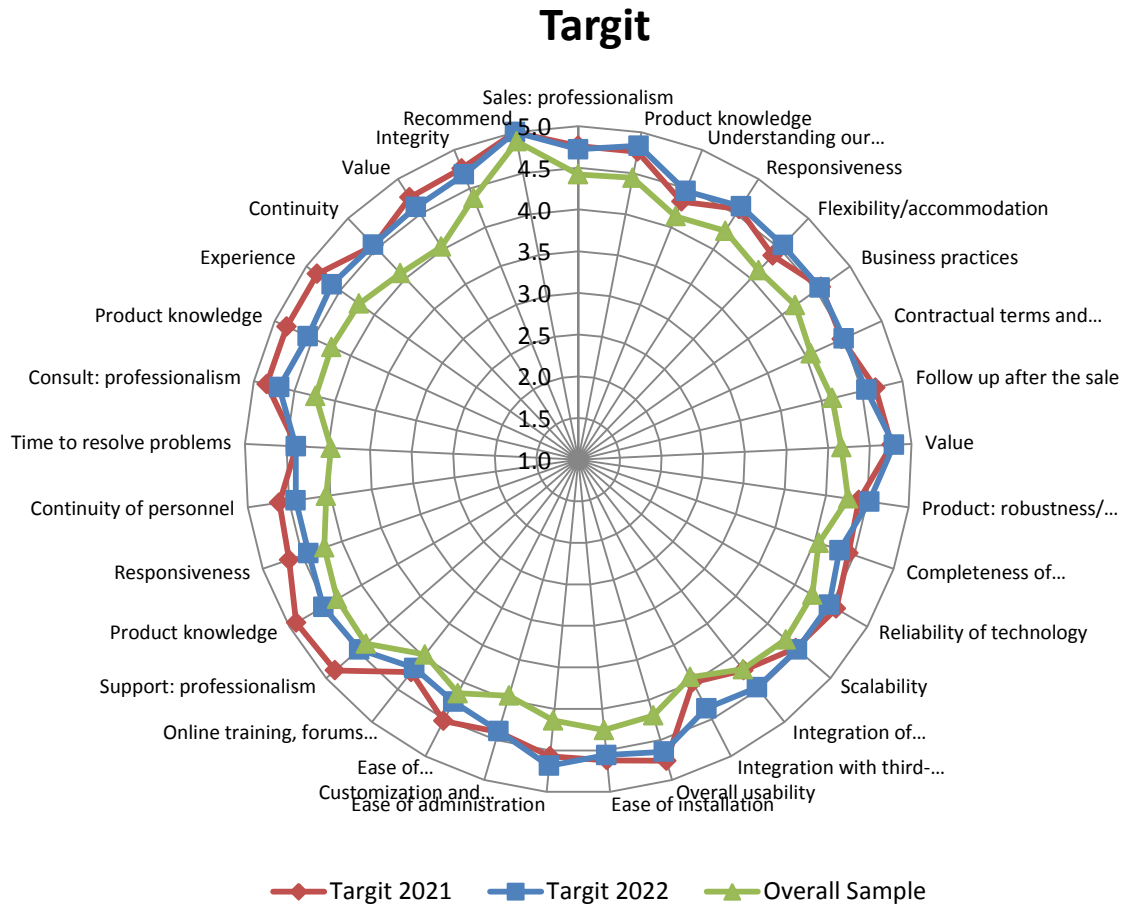 Targit
Sales: professionalism
Product knowledge
Understanding our...
Responsiveness
Flexibility/accommodation
Business practices
Contractual terms and...
Follow up after the sale
Value
Product: robustness/...
Completeness of...
Reliability of technology
Scalability
Integration of...
Integration with third-...
Overall usability
Ease of installation
Ease of administration
Customization and...
Ease of...
Online training, forums...
Support: professionalism
Product knowledge
Responsiveness
Continuity of personnel
Time to resolve problems
Consult: professionalism
Product knowledge
Experience
Continuity
Value
Integrity
Recommend
5.0
4.5
4.0
3.5
3.0
2.5
2.0
1.5
1.0
Targit 2021
Targit 2022
Overall Sample